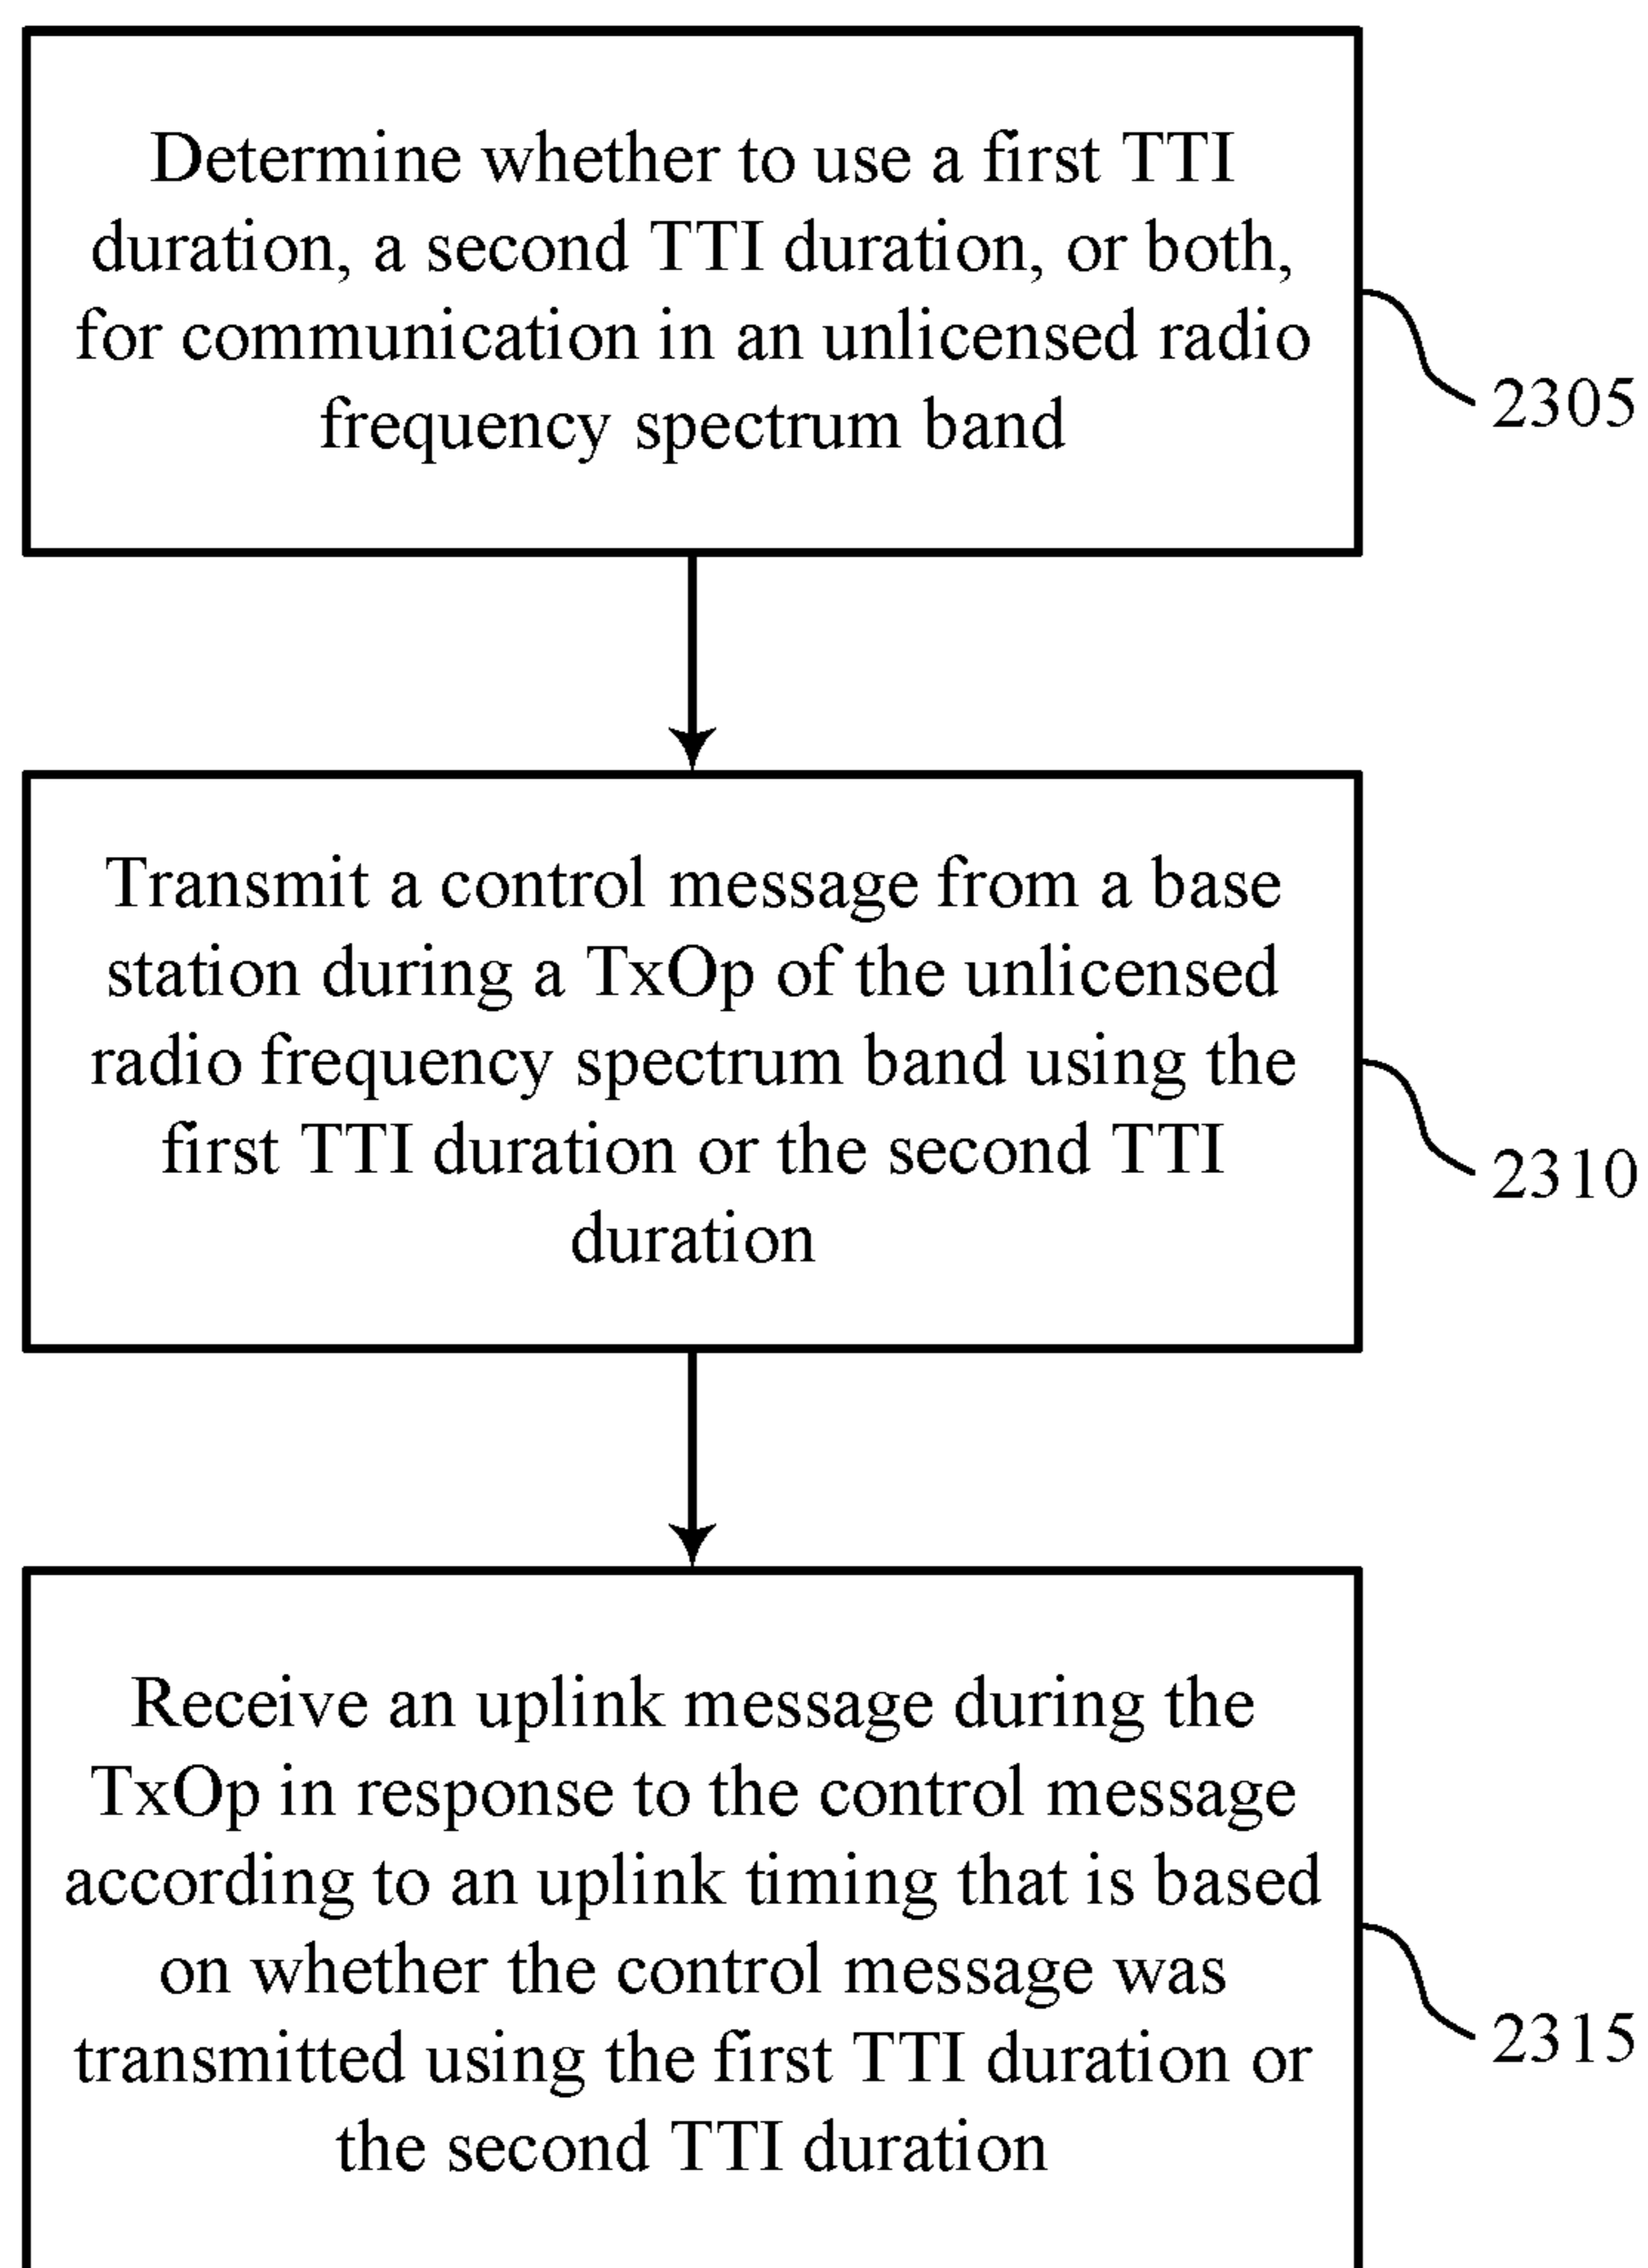 Determine whether to use a first TTI
duration, a second TTI duration, or both,
for communication in an unlicensed radio
frequency spectrum band
2305
Transmit a control message from a base
station during a TxOp of the unlicensed
radio frequency spectrum band using the
first TTI duration or the second TTI
duration
2310
Receive an uplink message during the
TxOp in response to the control message
according to an uplink timing that is based
on whether the control message was
transmitted using the first TTI duration or
the second TTI duration
2315